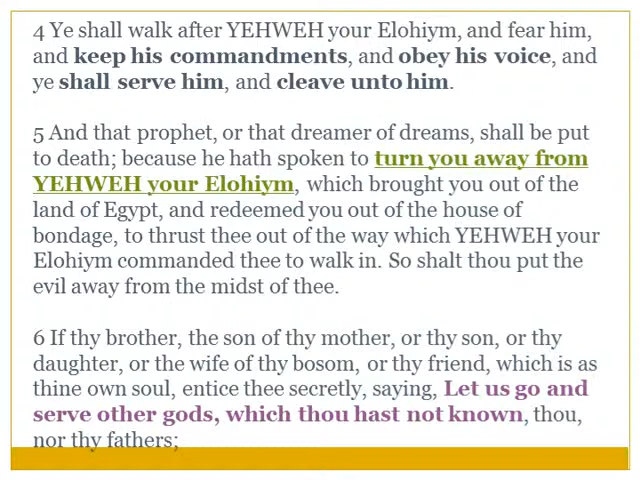 4 Ye shall walk after YEHWEH your Elohiym, and fear him,
and keep his commandments, and obey his voice, and
ye shall serve him, and cleave unto him.
5 And that prophet, or that dreamer of dreams, shall be put
to death; because he hath spoken to turn you away from
YEHWEH your Elohiym, which brought you out of the
land of Egypt, and redeemed you out of the house of
bondage, to thrust thee out of the way which YEHWEH your
Elohiym commanded thee to walk in. So shalt thou put the
evil away from the midst of thee.
6 If thy brother, the son of thy mother, or thy son, or thy
daughter, or the wife of thy bosom, or thy friend, which is as
thine own soul, entice thee secretly, saying, Let us go and
serve other gods, which thou hast not known, thou,
nor thy fathers;